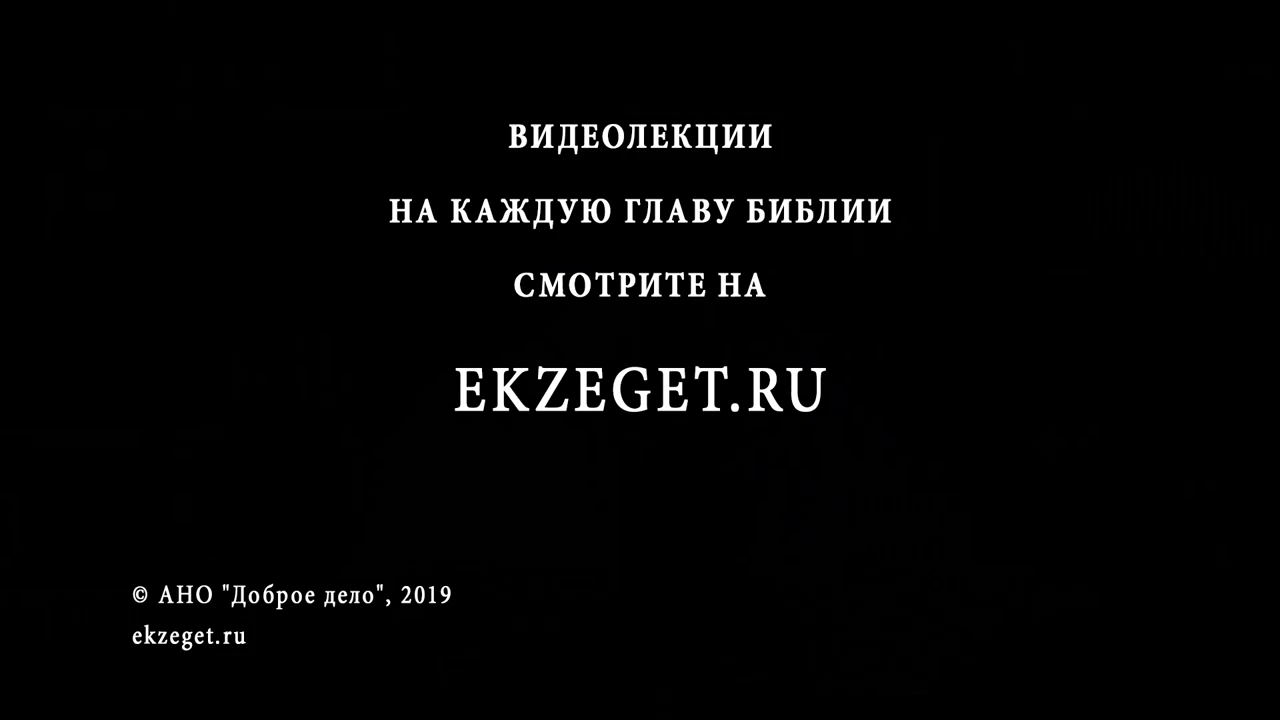 ВИДЕОЛЕКЦИИ
НА КАЖДУЮ ГЛАВУ БИБЛИИ
СМОТРИТЕ НА
EKZEGET.RU
© АНО "Доброе дело", 2019
ekzeget.ru